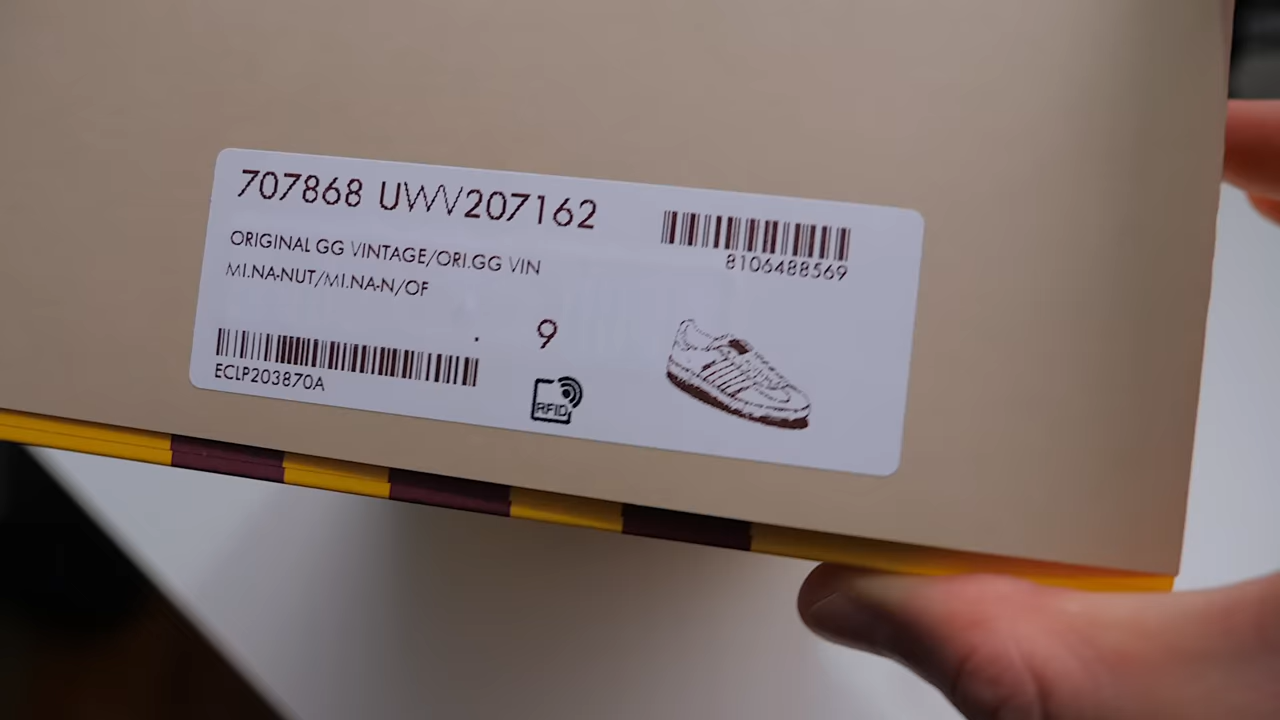 707868 UWV207162
8106488569
ORIGINAL GG VINTAGE/ORI.GG VIN
MI.NA-NUT/MI.NA-N/OF
9
ECLP203870A
RFID